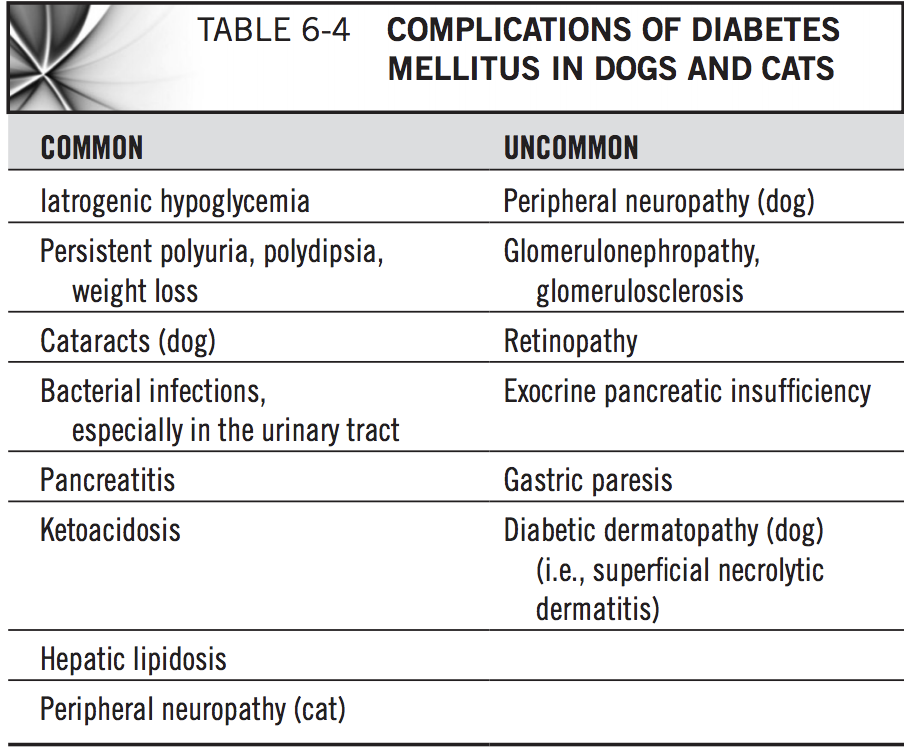 TABLE 6-4 COMPLICATIONS OF DIABETES
MELLITUS IN DOGS AND CATS
COMMON UNCOMMON
Iatrogenic hypoglycemia Peripheral neuropathy (dog)
Persistent polyuria, polydipsia, Glomerulonephropathy,
weight loss glomerulosclerosis
Cataracts (dog) Retinopathy
Bacterial infections, Exocrine pancreatic insufficiency
especially in the urinary tract
Pancreatitis Gastric paresis
Ketoacidosis Diabetic dermatopathy (dog)
(i.e., superficial necrolytic
dermatitis)
Hepatic lipidosis
Peripheral neuropathy (cat)